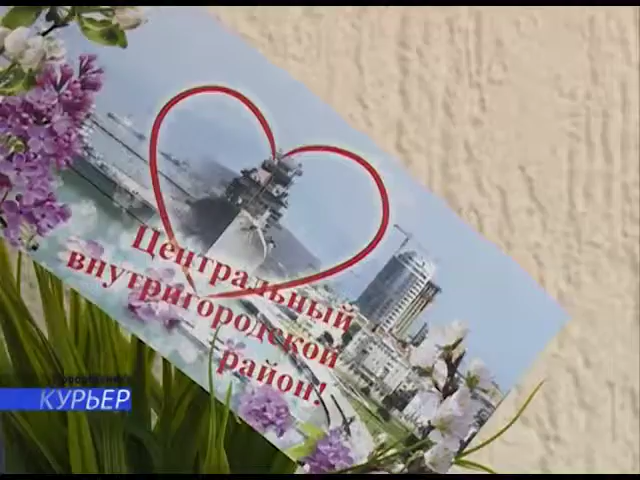 Центральный
внутригородской
район!
КУРЬЕР